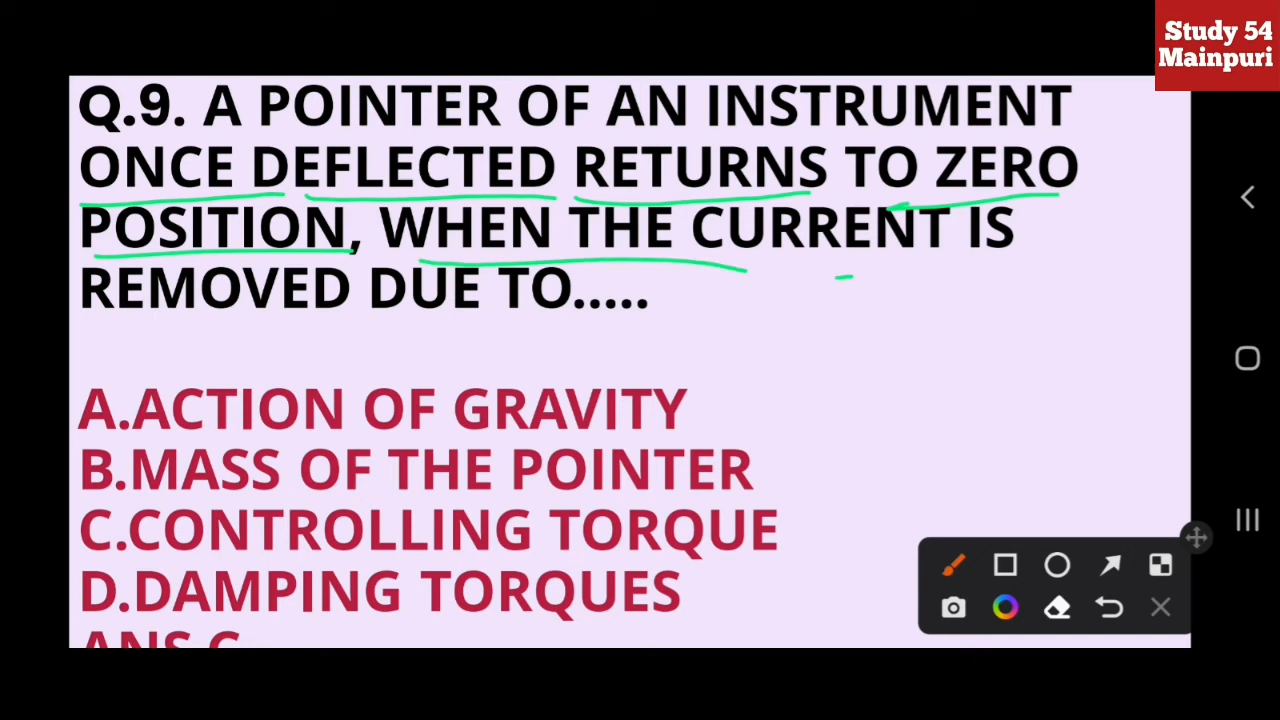 Study 54
Mainpuri
Q.9. A POINTER OF AN INSTRUMENT
ONCE DEFLECTED RETURNS TO ZERO
POSITION, WHEN THE CURRENT IS
REMOVED DUE TO.....
A.ACTION OF GRAVITY
B.MASS OF THE POINTER
C.CONTROLLING TORQUE
D.DAMPING TORQUES
ANS C